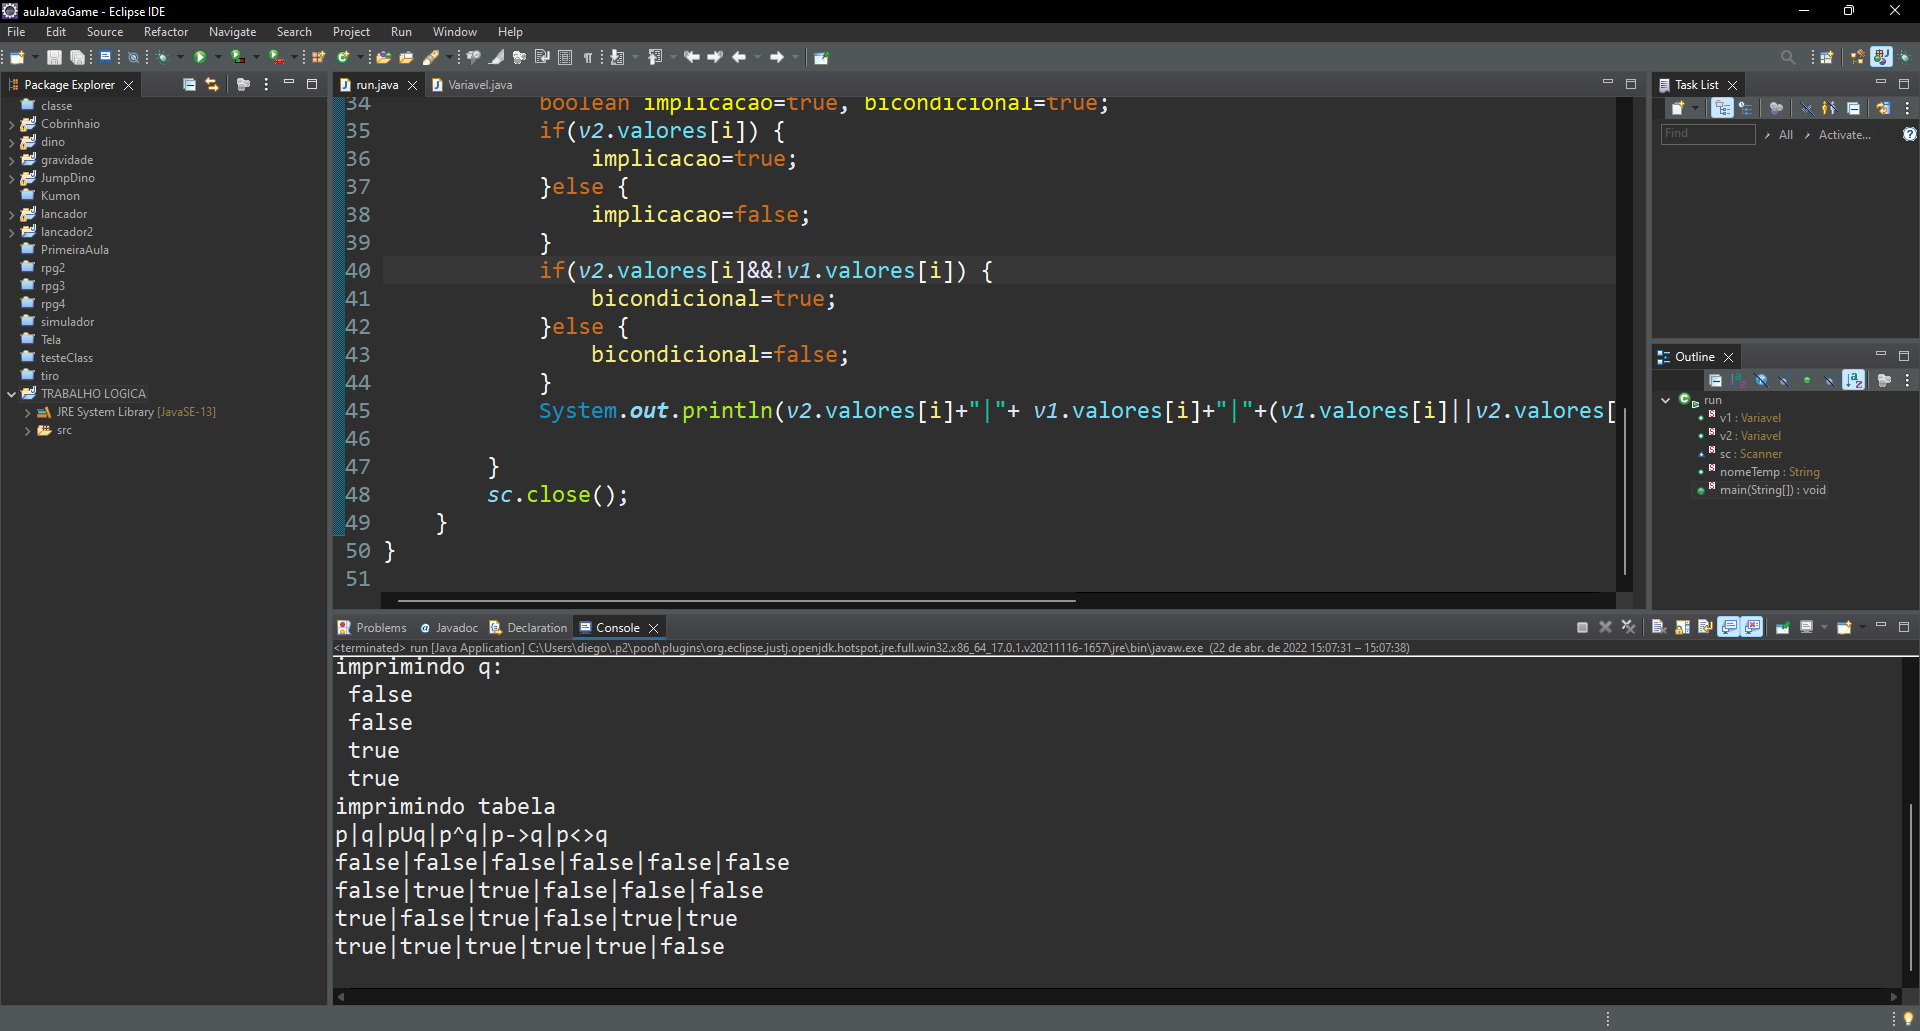 aulaJavaGame - Eclipse IDE
File Edit Source Refactor Navigate Search Project Run Window Help
Package Explorer
classe
Cobrinhaio
dino
gravidade
JumpDino
Kumon
lancador
lancador2
PrimeiraAula
rpg2
rpg3
rpg4
simulador
Tela
testeClass
tiro
TRABALHO LOGICA
JRE System Library [JavaSE-13]
src
run.java Variavel.java
34 boolean implicacao=true, bicondicional=true;
35 if(v2.valores[i]) {
36 implicacao=true;
37 }else {
38 implicacao=false;
39 }
40 if(v2.valores[i]&&!v1.valores[i]) {
41 bicondicional=true;
42 }else {
43 bicondicional=false;
44 }
45 System.out.println(v2.valores[i]+"|"+ v1.valores[i]+"|"+(v1.valores[i]||v2.valores[
46
47 }
48 sc.close();
49 }
50 }
51
Task List
Find All Activate...
Outline
run
v1 : Variavel
v2 : Variavel
sc : Scanner
nomeTemp : String
main(String[]) : void
Problems Javadoc Declaration Console
<terminated> run [Java Application] C:\Users\diego\.p2\pool\plugins\org.eclipse.justj.openjdk.hotspot.jre.full.win32.x86_64_17.0.1.v20211116-1657\jre\bin\javaw.exe (22 de abr. de 2022 15:07:31 – 15:07:38)
imprimindo q:
false
false
true
true
imprimindo tabela
p|q|pUq|p^q|p->q|p<>q
false|false|false|false|false|false
false|true|true|false|false|false
true|false|true|false|true|true
true|true|true|true|true|false